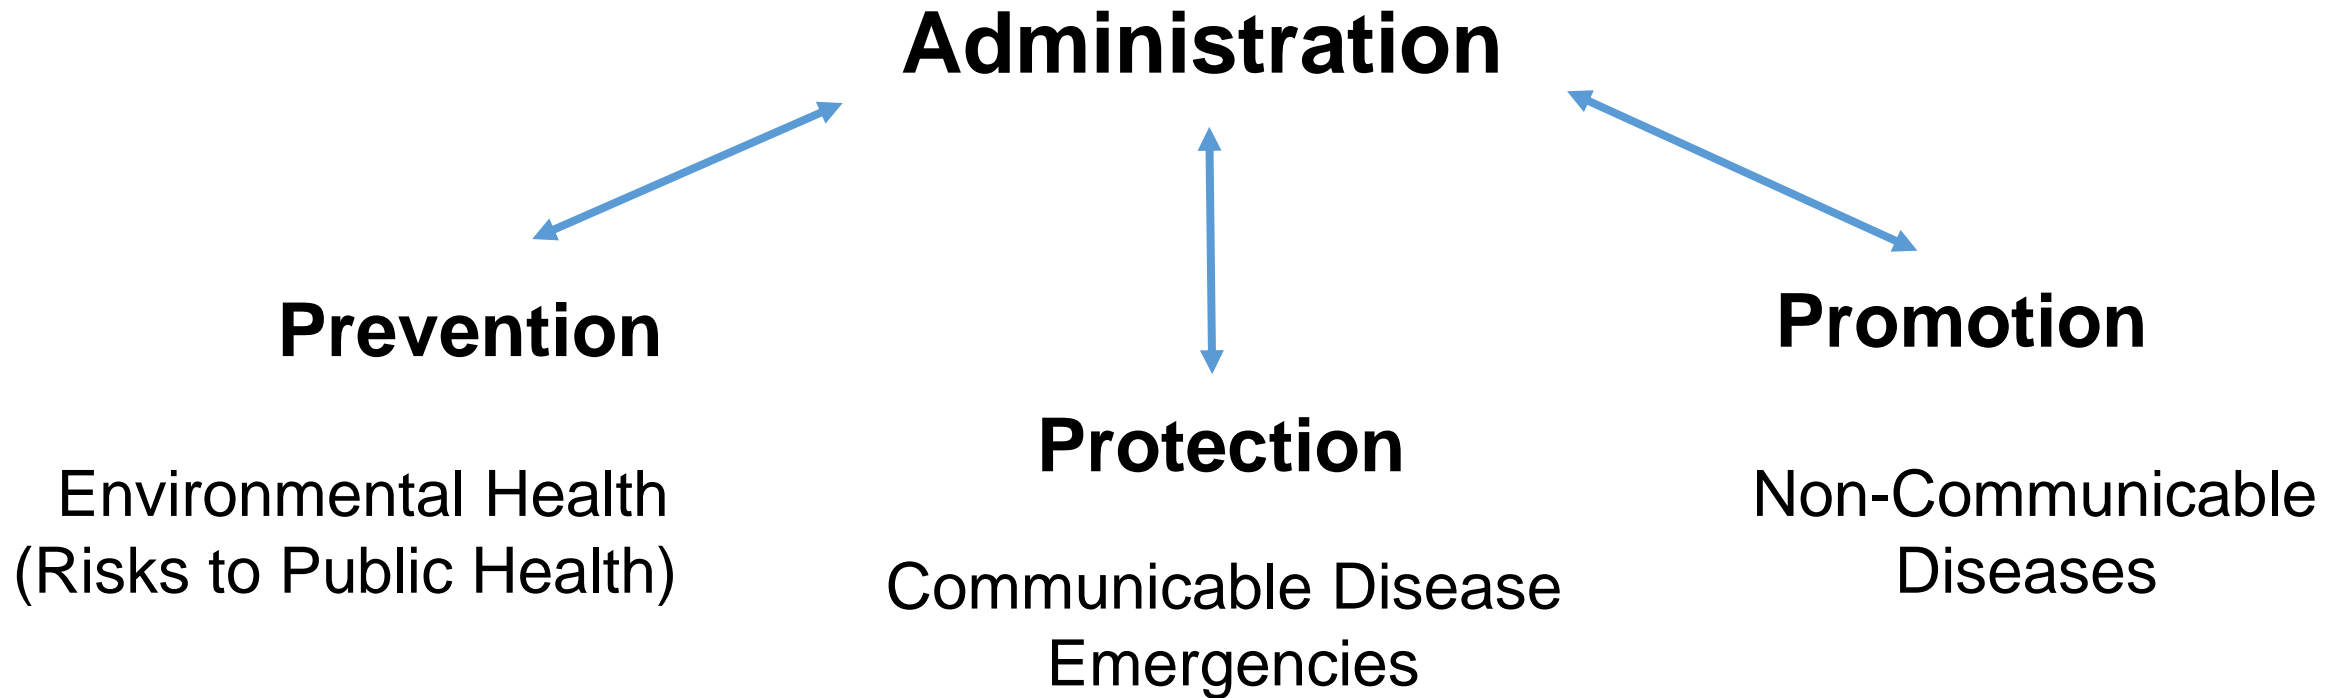 Administration
Prevention
Environmental Health
(Risks to Public Health)
Protection
Communicable Disease
Emergencies
Promotion
Non-Communicable
Diseases